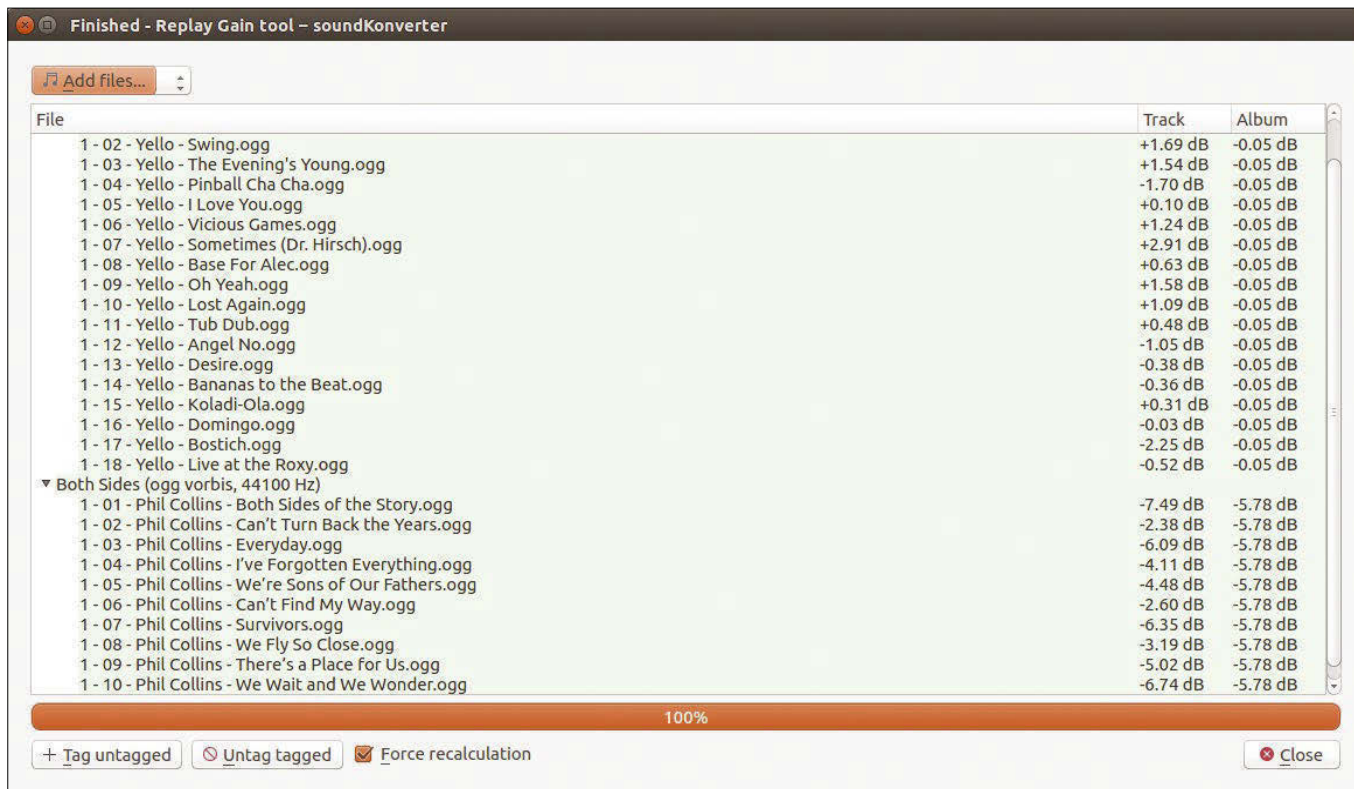 Finished - Replay Gain tool – soundKonverter
Add files...
File Track Album
1 - 02 - Yello - Swing.ogg +1.69 dB -0.05 dB
1 - 03 - Yello - The Evening's Young.ogg +1.54 dB -0.05 dB
1 - 04 - Yello - Pinball Cha Cha.ogg -1.70 dB -0.05 dB
1 - 05 - Yello - I Love You.ogg +0.10 dB -0.05 dB
1 - 06 - Yello - Vicious Games.ogg +1.24 dB -0.05 dB
1 - 07 - Yello - Sometimes (Dr. Hirsch).ogg +2.91 dB -0.05 dB
1 - 08 - Yello - Base For Alec.ogg +0.63 dB -0.05 dB
1 - 09 - Yello - Oh Yeah.ogg +1.58 dB -0.05 dB
1 - 10 - Yello - Lost Again.ogg +1.09 dB -0.05 dB
1 - 11 - Yello - Tub Dub.ogg +0.48 dB -0.05 dB
1 - 12 - Yello - Angel No.ogg -1.05 dB -0.05 dB
1 - 13 - Yello - Desire.ogg -0.38 dB -0.05 dB
1 - 14 - Yello - Bananas to the Beat.ogg -0.36 dB -0.05 dB
1 - 15 - Yello - Koladi-Ola.ogg +0.31 dB -0.05 dB
1 - 16 - Yello - Domingo.ogg -0.03 dB -0.05 dB
1 - 17 - Yello - Bostich.ogg -2.25 dB -0.05 dB
1 - 18 - Yello - Live at the Roxy.ogg -0.52 dB -0.05 dB
Both Sides (ogg vorbis, 44100 Hz)
1 - 01 - Phil Collins - Both Sides of the Story.ogg -7.49 dB -5.78 dB
1 - 02 - Phil Collins - Can’t Turn Back the Years.ogg -2.38 dB -5.78 dB
1 - 03 - Phil Collins - Everyday.ogg -6.09 dB -5.78 dB
1 - 04 - Phil Collins - I’ve Forgotten Everything.ogg -4.11 dB -5.78 dB
1 - 05 - Phil Collins - We’re Sons of Our Fathers.ogg -4.48 dB -5.78 dB
1 - 06 - Phil Collins - Can’t Find My Way.ogg -2.60 dB -5.78 dB
1 - 07 - Phil Collins - Survivors.ogg -6.35 dB -5.78 dB
1 - 08 - Phil Collins - We Fly So Close.ogg -3.19 dB -5.78 dB
1 - 09 - Phil Collins - There’s a Place for Us.ogg -5.02 dB -5.78 dB
1 - 10 - Phil Collins - We Wait and We Wonder.ogg -6.74 dB -5.78 dB
100%
Tag untagged Untag tagged Force recalculation Close